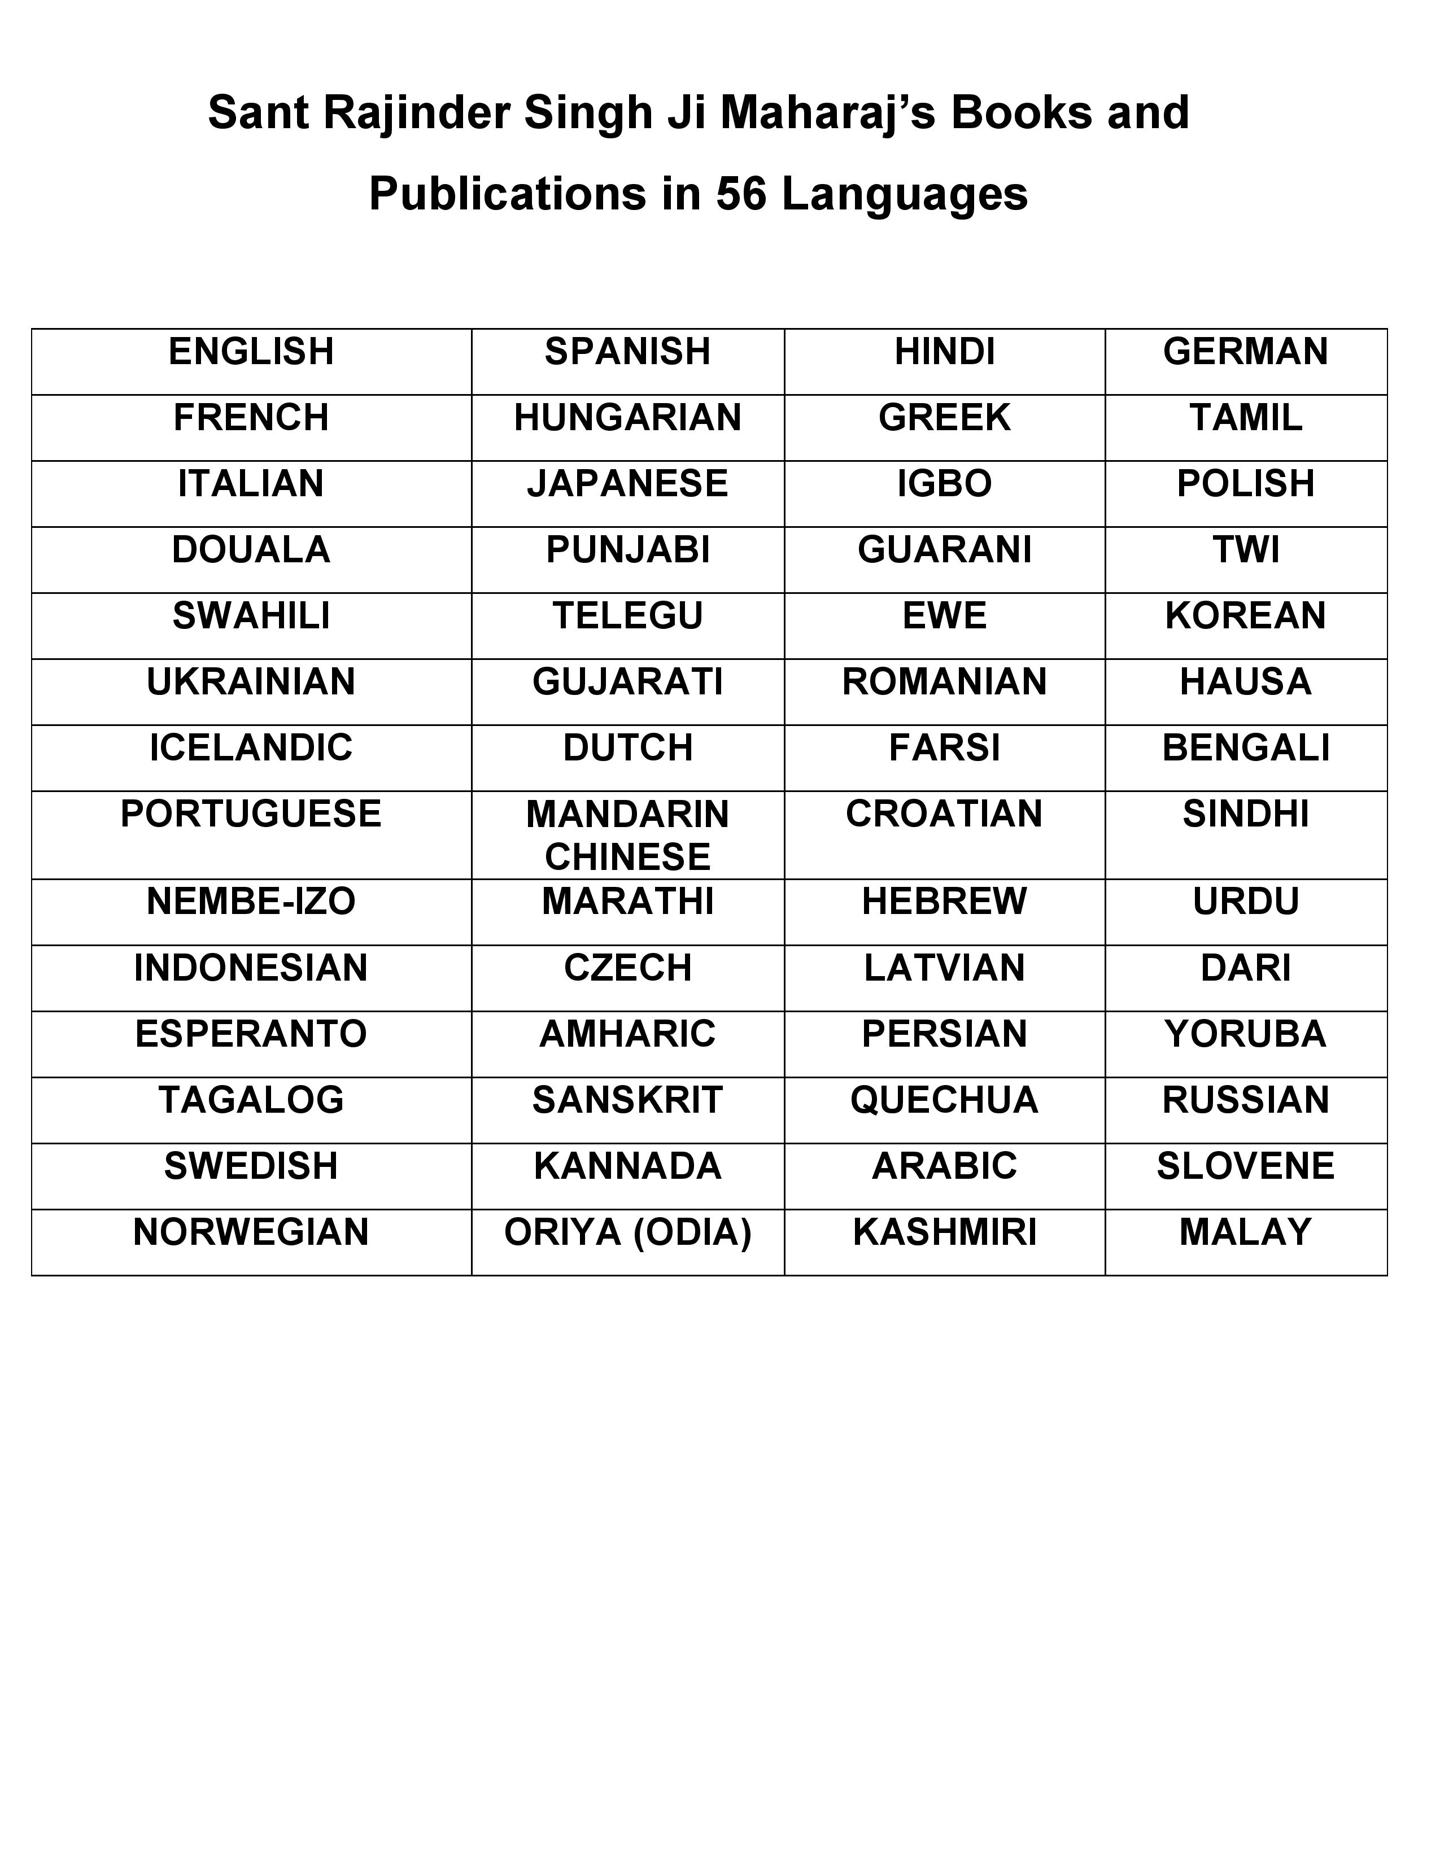 Sant Rajinder Singh Ji Maharaj’s Books and
Publications in 56 Languages
ENGLISH SPANISH HINDI GERMAN
FRENCH HUNGARIAN GREEK TAMIL
ITALIAN JAPANESE IGBO POLISH
DOUALA PUNJABI GUARANI TWI
SWAHILI TELEGU EWE KOREAN
UKRAINIAN GUJARATI ROMANIAN HAUSA
ICELANDIC DUTCH FARSI BENGALI
PORTUGUESE MANDARIN CROATIAN SINDHI
CHINESE
NEMBE-IZO MARATHI HEBREW URDU
INDONESIAN CZECH LATVIAN DARI
ESPERANTO AMHARIC PERSIAN YORUBA
TAGALOG SANSKRIT QUECHUA RUSSIAN
SWEDISH KANNADA ARABIC SLOVENE
NORWEGIAN ORIYA (ODIA) KASHMIRI MALAY